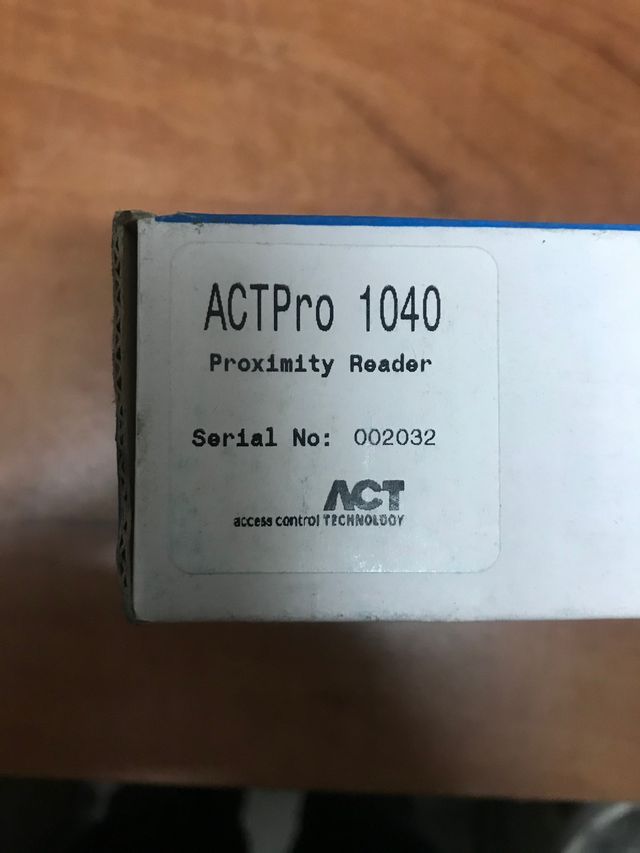 ACTPro 1040
Proximity Reader
Serial No: 002032
ACT
access control TECHNOLOGY